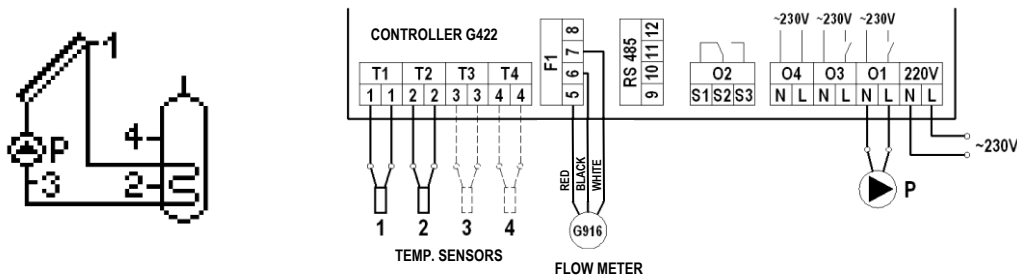 1
4
P
3
2
CONTROLLER G422
T1 T2 T3 T4
1 1 2 2 3 3 4 4
1 2 3 4
TEMP. SENSORS
F1
8
7
6
5
RED
BLACK
WHITE
G916
FLOW METER
RS 485
12
11
10
9
O2
S1 S2 S3
~230V ~230V ~230V
O4 O3 O1 220V
N L N L N L N L
~230V
P